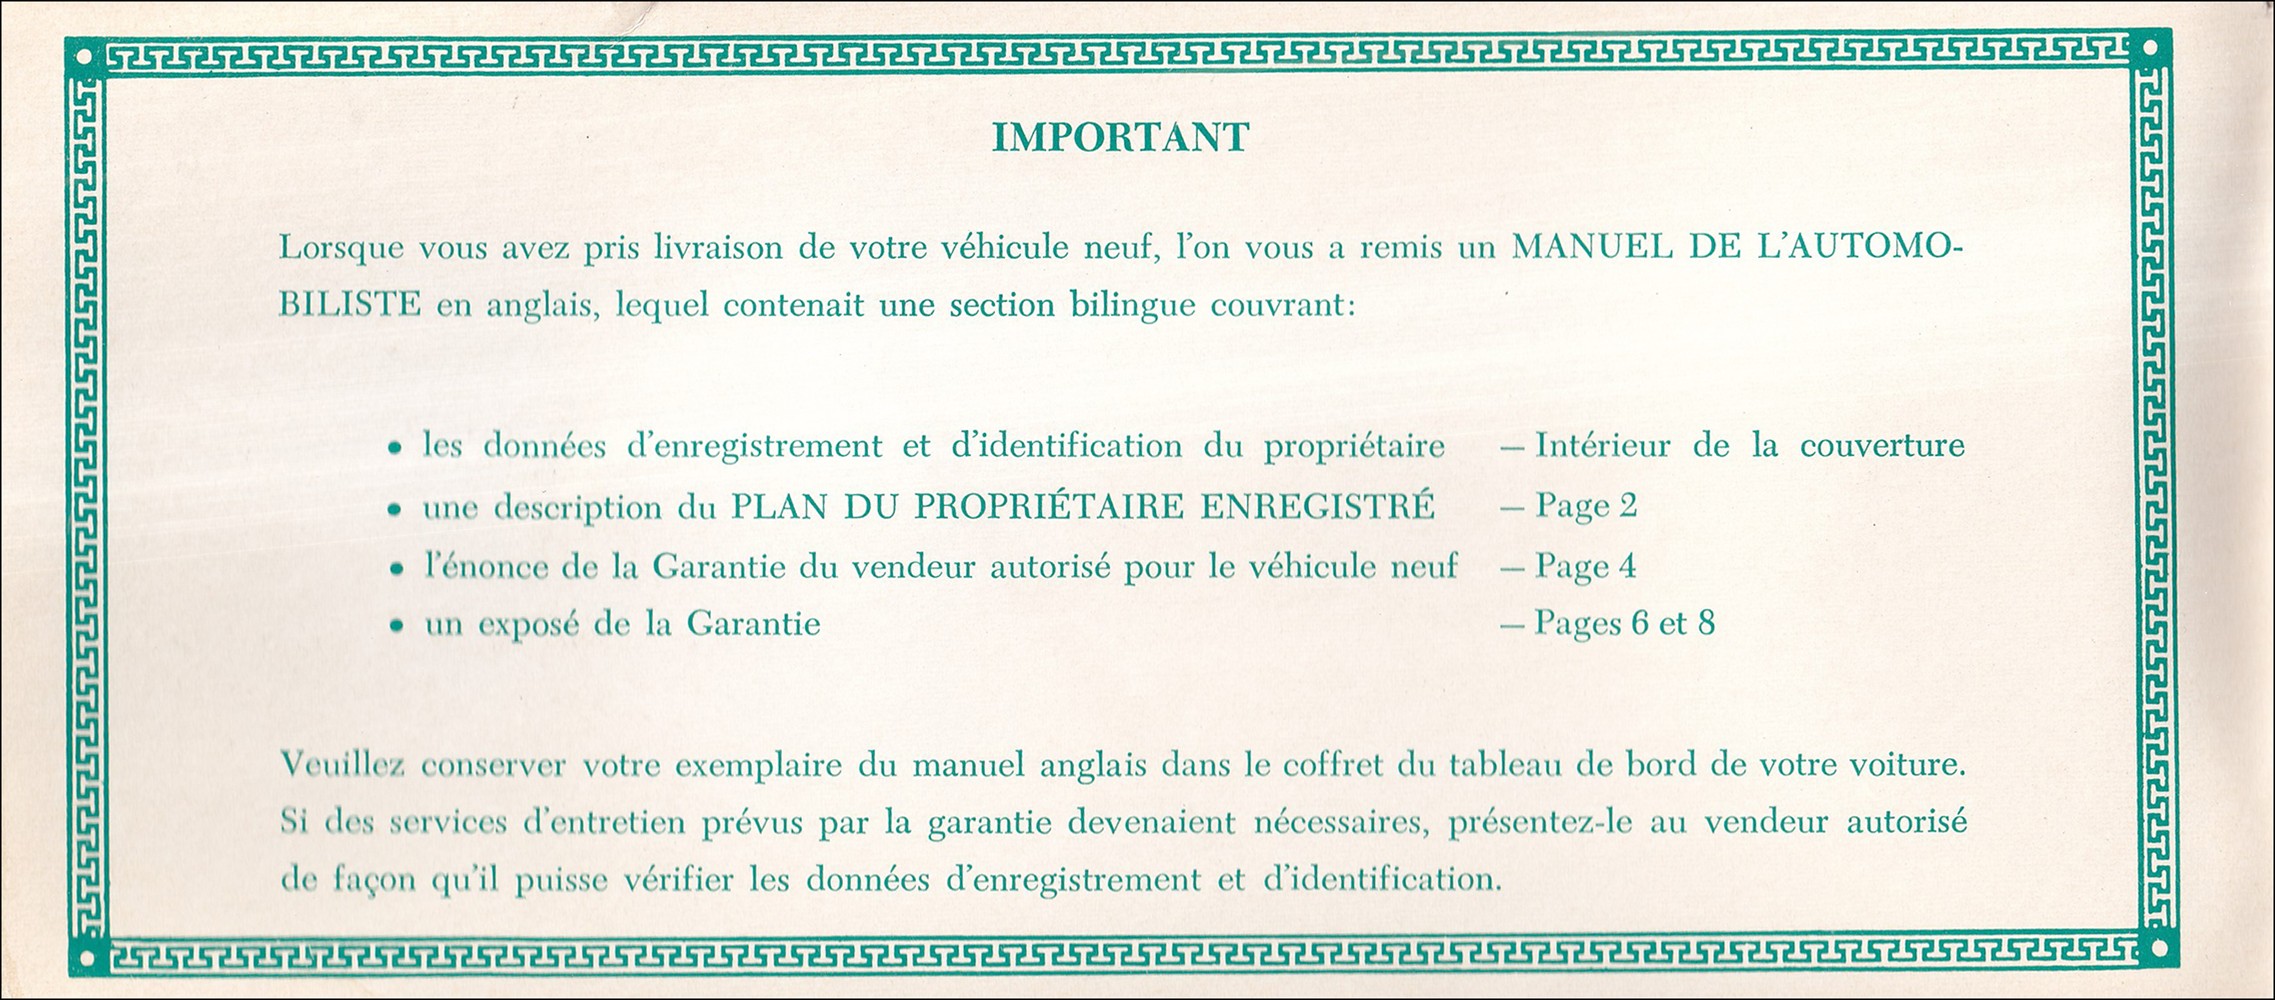 IMPORTANT
Lorsque vous avez pris livraison de votre véhicule neuf, l'on vous a remis un MANUEL DE L'AUTOMO-
BILISTE en anglais, lequel contenait une section bilingue couvrant:
• les données d'enregistrement et d'identification du propriétaire — Intérieur de la couverture
• une description du PLAN DU PROPRIÉTAIRE ENREGISTRÉ — Page 2
• l'énonce de la Garantie du vendeur autorisé pour le véhicule neuf — Page 4
• un exposé de la Garantie — Pages 6 et 8
Veuillez conserver votre exemplaire du manuel anglais dans le coffret du tableau de bord de votre voiture.
Si des services d'entretien prévus par la garantie devenaient nécessaires, présentez-le au vendeur autorisé
de façon qu'il puisse vérifier les données d'enregistrement et d'identification.